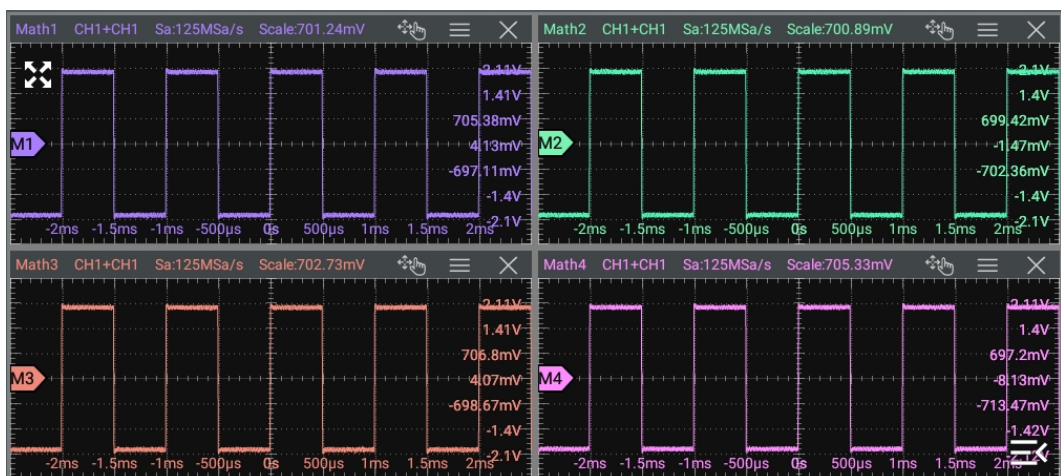 Math1 CH1+CH1 Sa:125MSa/s Scale:701.24mV
2.11V
1.41V
705.38mV
M1
4.13mV
-697.11mV
-1.4V
-2.1V
-2ms -1.5ms -1ms -500µs 0s 500µs 1ms 1.5ms 2ms
Math2 CH1+CH1 Sa:125MSa/s Scale:700.89mV
2.1V
1.4V
699.42mV
M2
-1.47mV
-702.36mV
-1.4V
-2.1V
-2ms -1.5ms -1ms -500µs 0s 500µs 1ms 1.5ms 2ms
Math3 CH1+CH1 Sa:125MSa/s Scale:702.73mV
2.11V
1.41V
706.8mV
M3
4.07mV
-698.67mV
-1.4V
-2.1V
-2ms -1.5ms -1ms -500µs 0s 500µs 1ms 1.5ms 2ms
Math4 CH1+CH1 Sa:125MSa/s Scale:705.33mV
2.11V
1.4V
697.2mV
M4
-8.13mV
-713.47mV
-1.42V
-2ms -1.5ms -1ms -500µs 0s 500µs 1ms 1.5ms 2ms